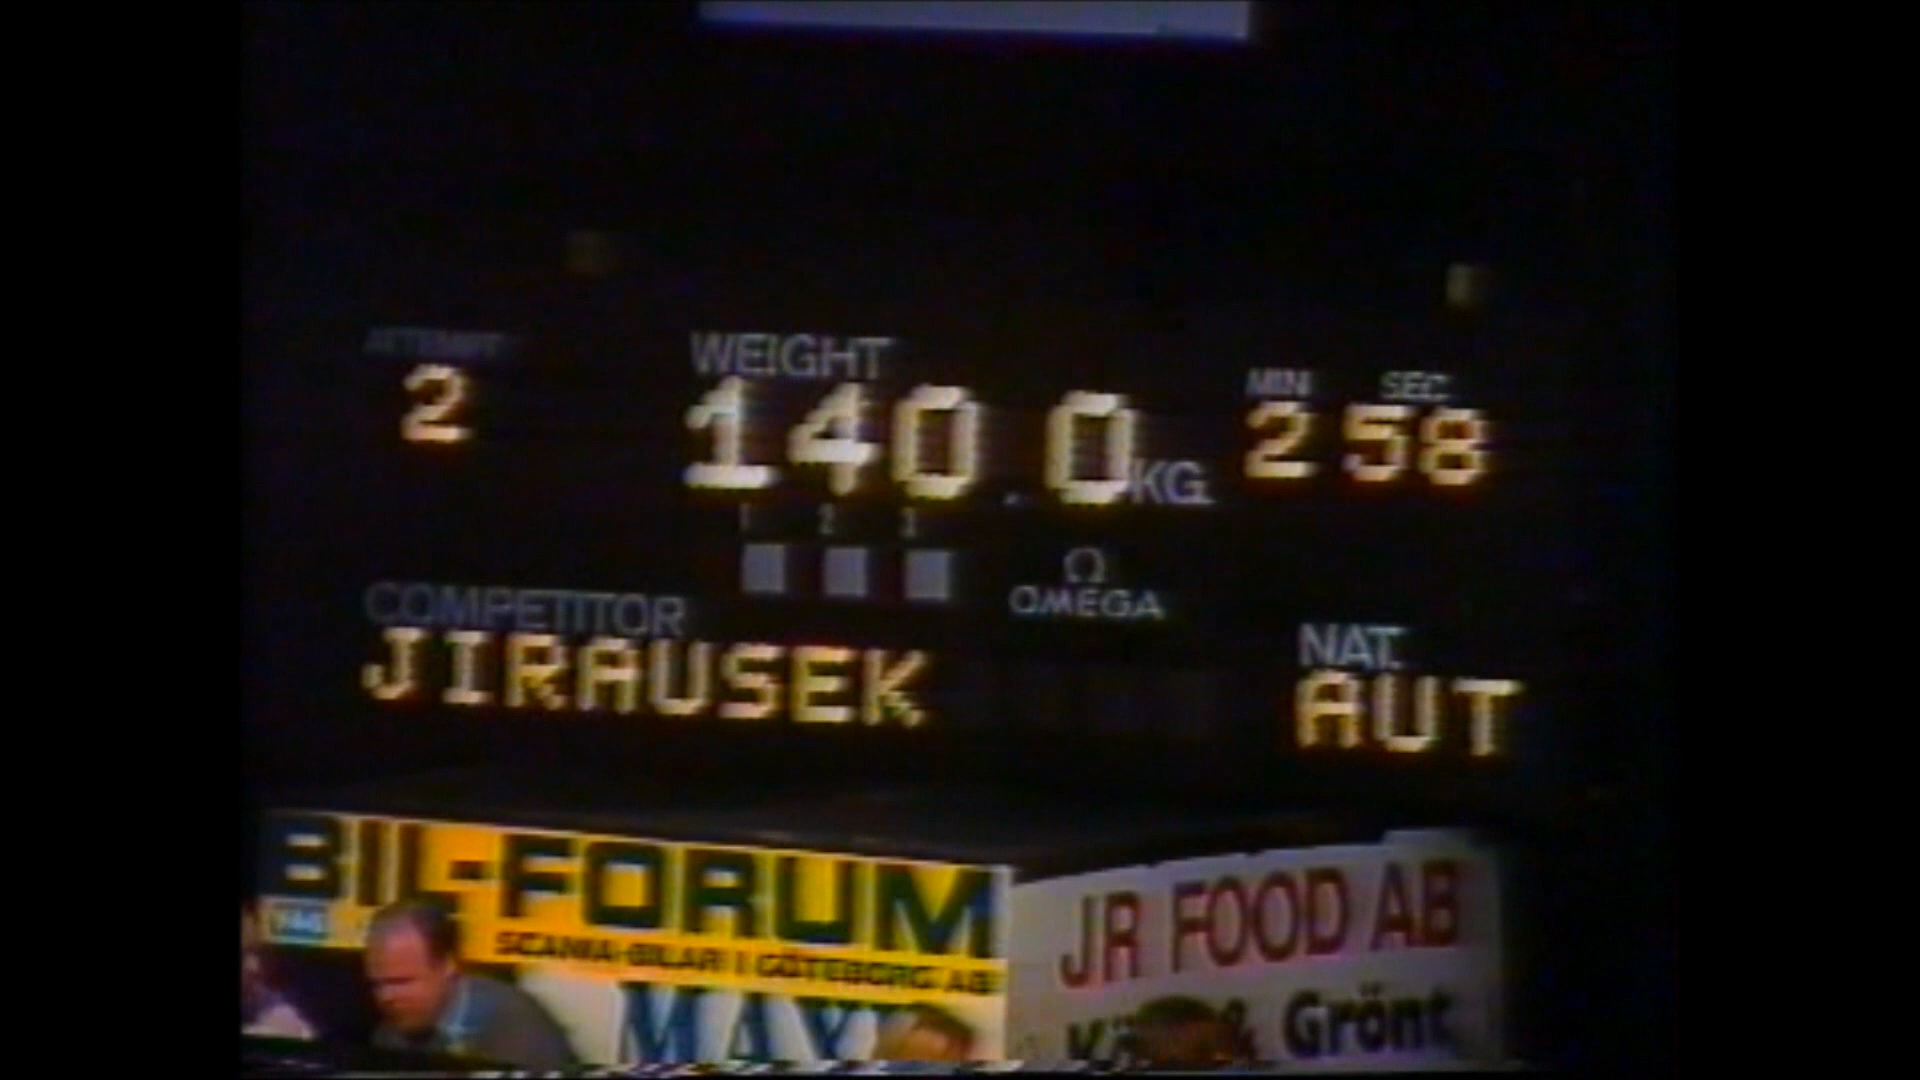 ATTEMPT WEIGHT MIN SEC
2 140.0 KG. 2 58
1 2 3
Ω
OMEGA
COMPETITOR NAT.
JIRAUSEK AUT
BIL-FORUM
SCANIA-BILAR I GÖTEBORG AB
MAX
JR FOOD AB
& Grönt